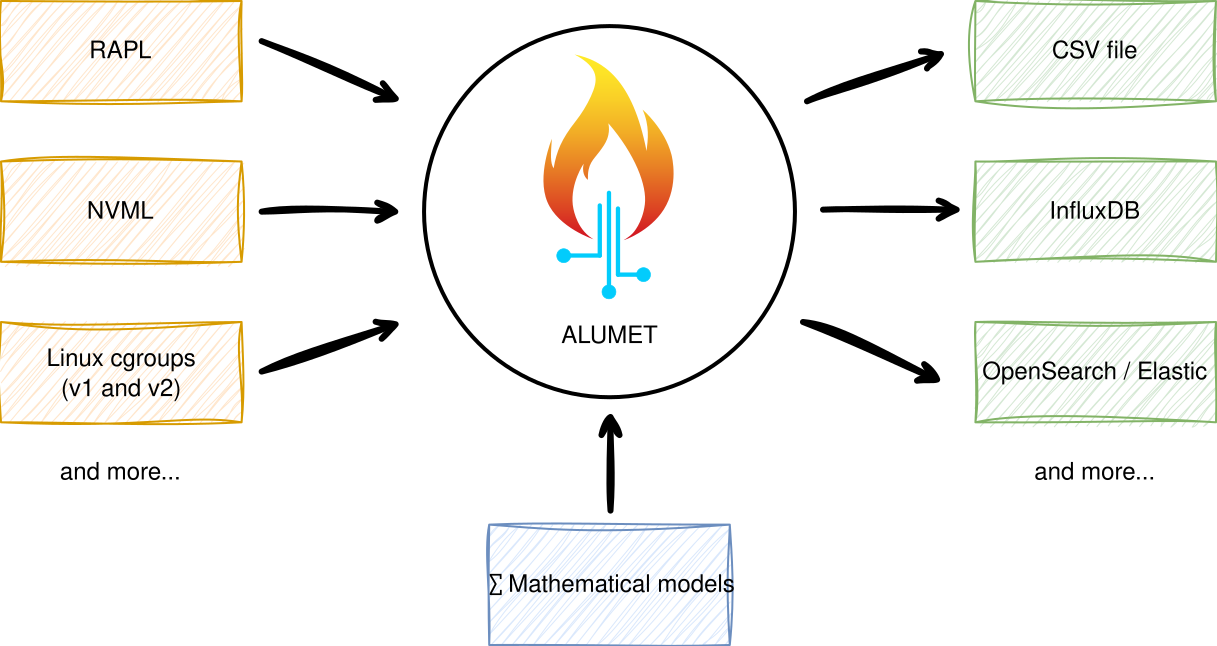 RAPL
NVML
Linux cgroups
(v1 and v2)
and more...
ALUMET
∑ Mathematical models
CSV file
InfluxDB
OpenSearch / Elastic
and more...